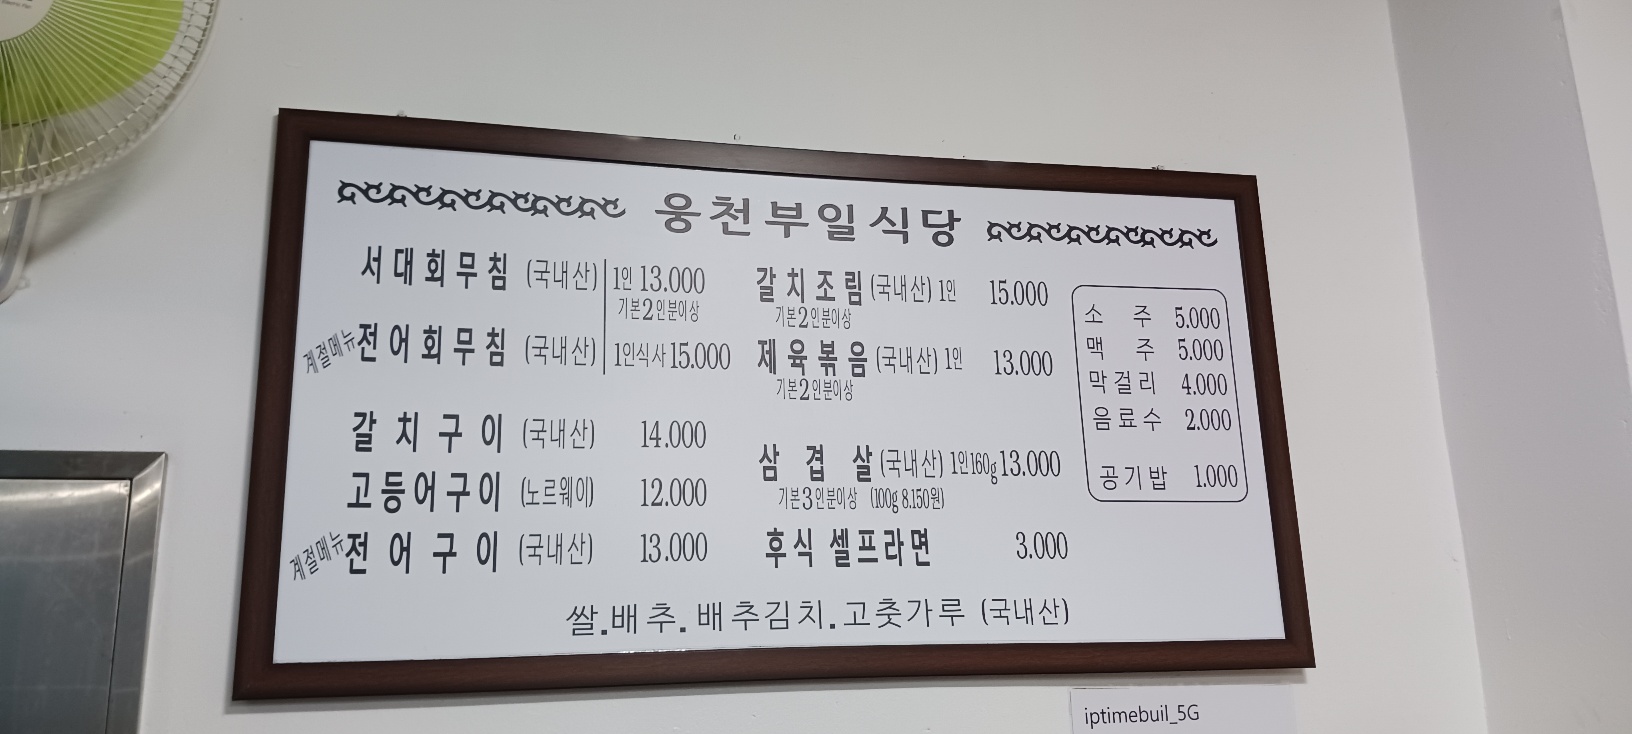 웅천부일식당
서대회무침 (국내산) 1인 13.000
기본2인분이상
계절메뉴 전어회무침 (국내산) 1인식사 15.000
갈치구이 (국내산) 14.000
고등어구이 (노르웨이) 12.000
계절메뉴 전어구이 (국내산) 13.000
갈치조림 (국내산) 1인 15.000
기본2인분이상
제육볶음 (국내산) 1인 13.000
기본2인분이상
삼겹살 (국내산) 1인160g 13.000
기본3인분이상 (100g 8.150원)
후식 셀프라면 3.000
소주 5.000
맥주 5.000
막걸리 4.000
음료수 2.000
공기밥 1.000
쌀.배추. 배추김치.고춧가루 (국내산)
iptimebuil_5G